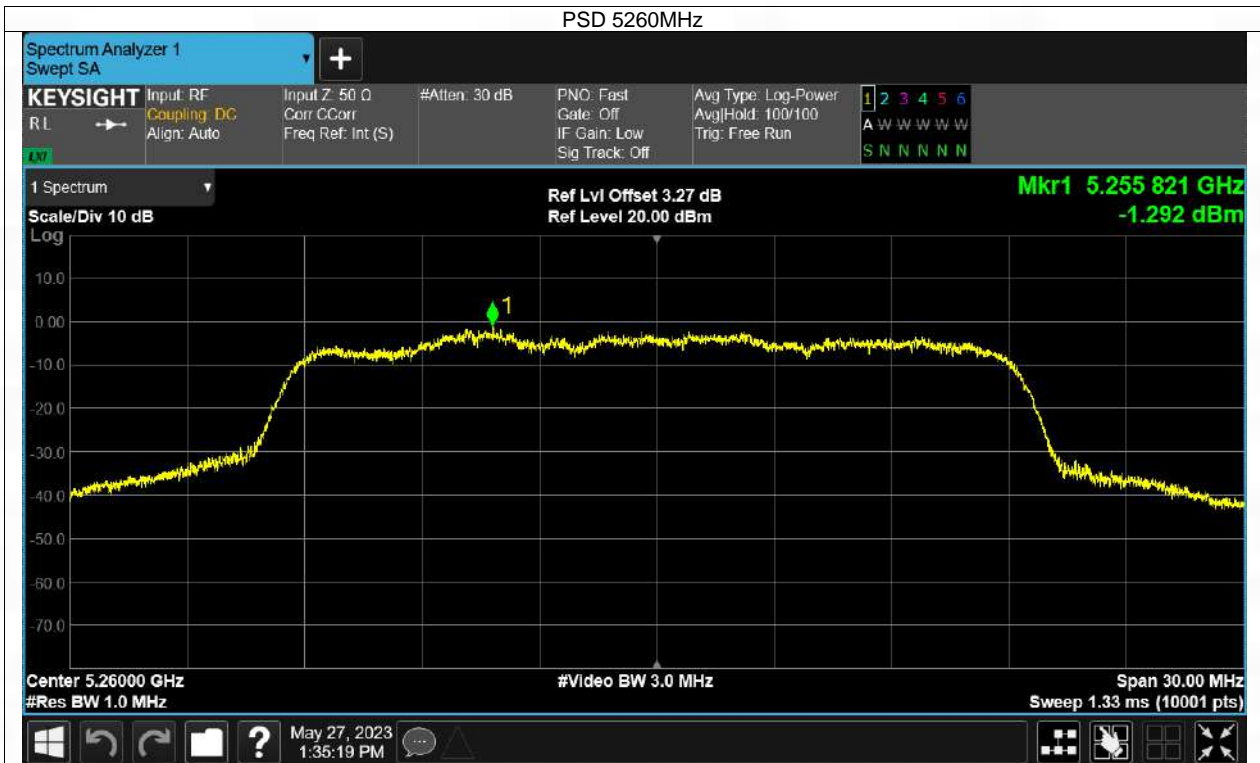 PSD 5260MHz
Spectrum Analyzer 1
Swept SA
+
KEYSIGHT
RL
LXI
Input: RF
Coupling: DC
Align: Auto
Input Z: 50 Ω
Corr CCorr
Freq Ref: Int (S)
#Atten: 30 dB
PNO: Fast
Gate: Off
IF Gain: Low
Sig Track: Off
Avg Type: Log-Power
Avg|Hold: 100/100
Trig: Free Run
1 2 3 4 5 6
A W W W W W
S N N N N N
1 Spectrum
Scale/Div 10 dB
Log
Ref Lvl Offset 3.27 dB
Ref Level 20.00 dBm
Mkr1 5.255 821 GHz
-1.292 dBm
1
10.0
0.00
-10.0
-20.0
-30.0
-40.0
-50.0
-60.0
-70.0
Center 5.26000 GHz
#Res BW 1.0 MHz
#Video BW 3.0 MHz
Span 30.00 MHz
Sweep 1.33 ms (10001 pts)
?
May 27, 2023
1:35:19 PM